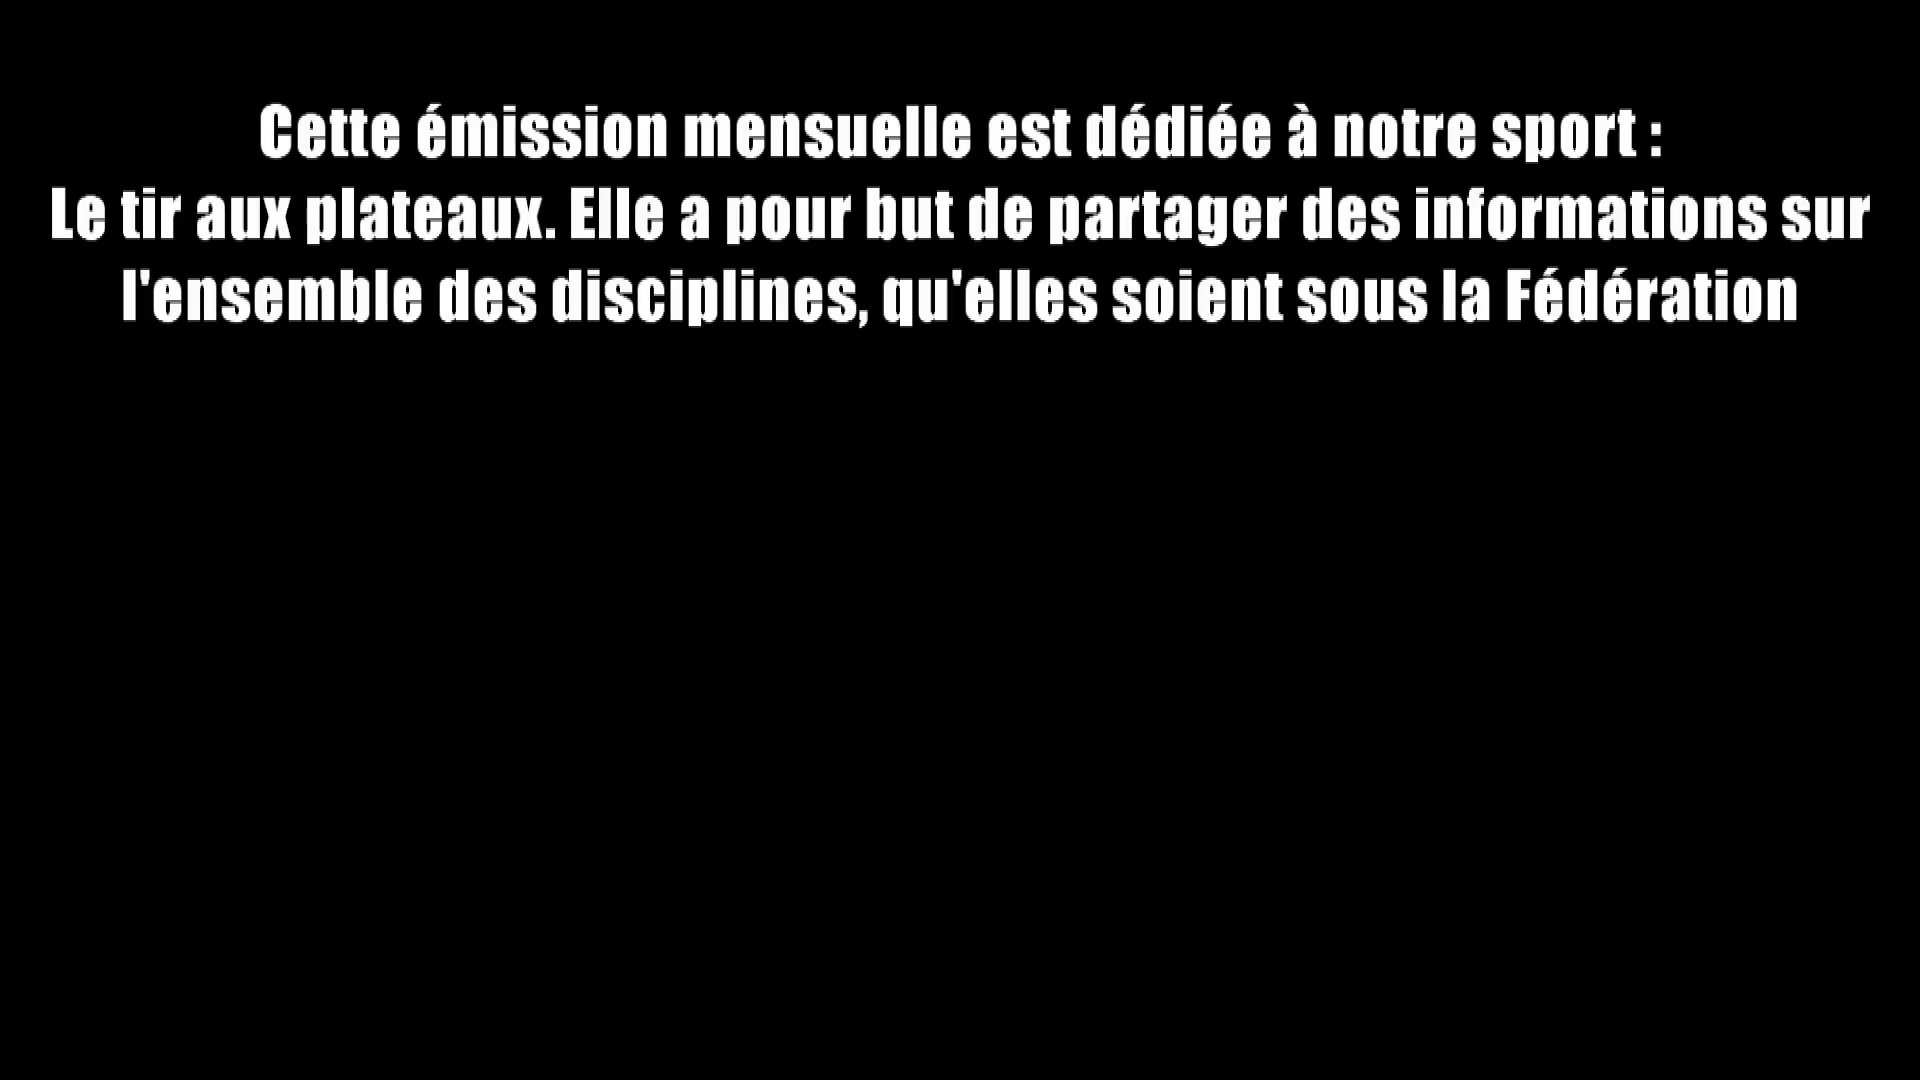 Cette émission mensuelle est dédiée à notre sport :
Le tir aux plateaux. Elle a pour but de partager des informations sur
l'ensemble des disciplines, qu'elles soient sous la Fédération